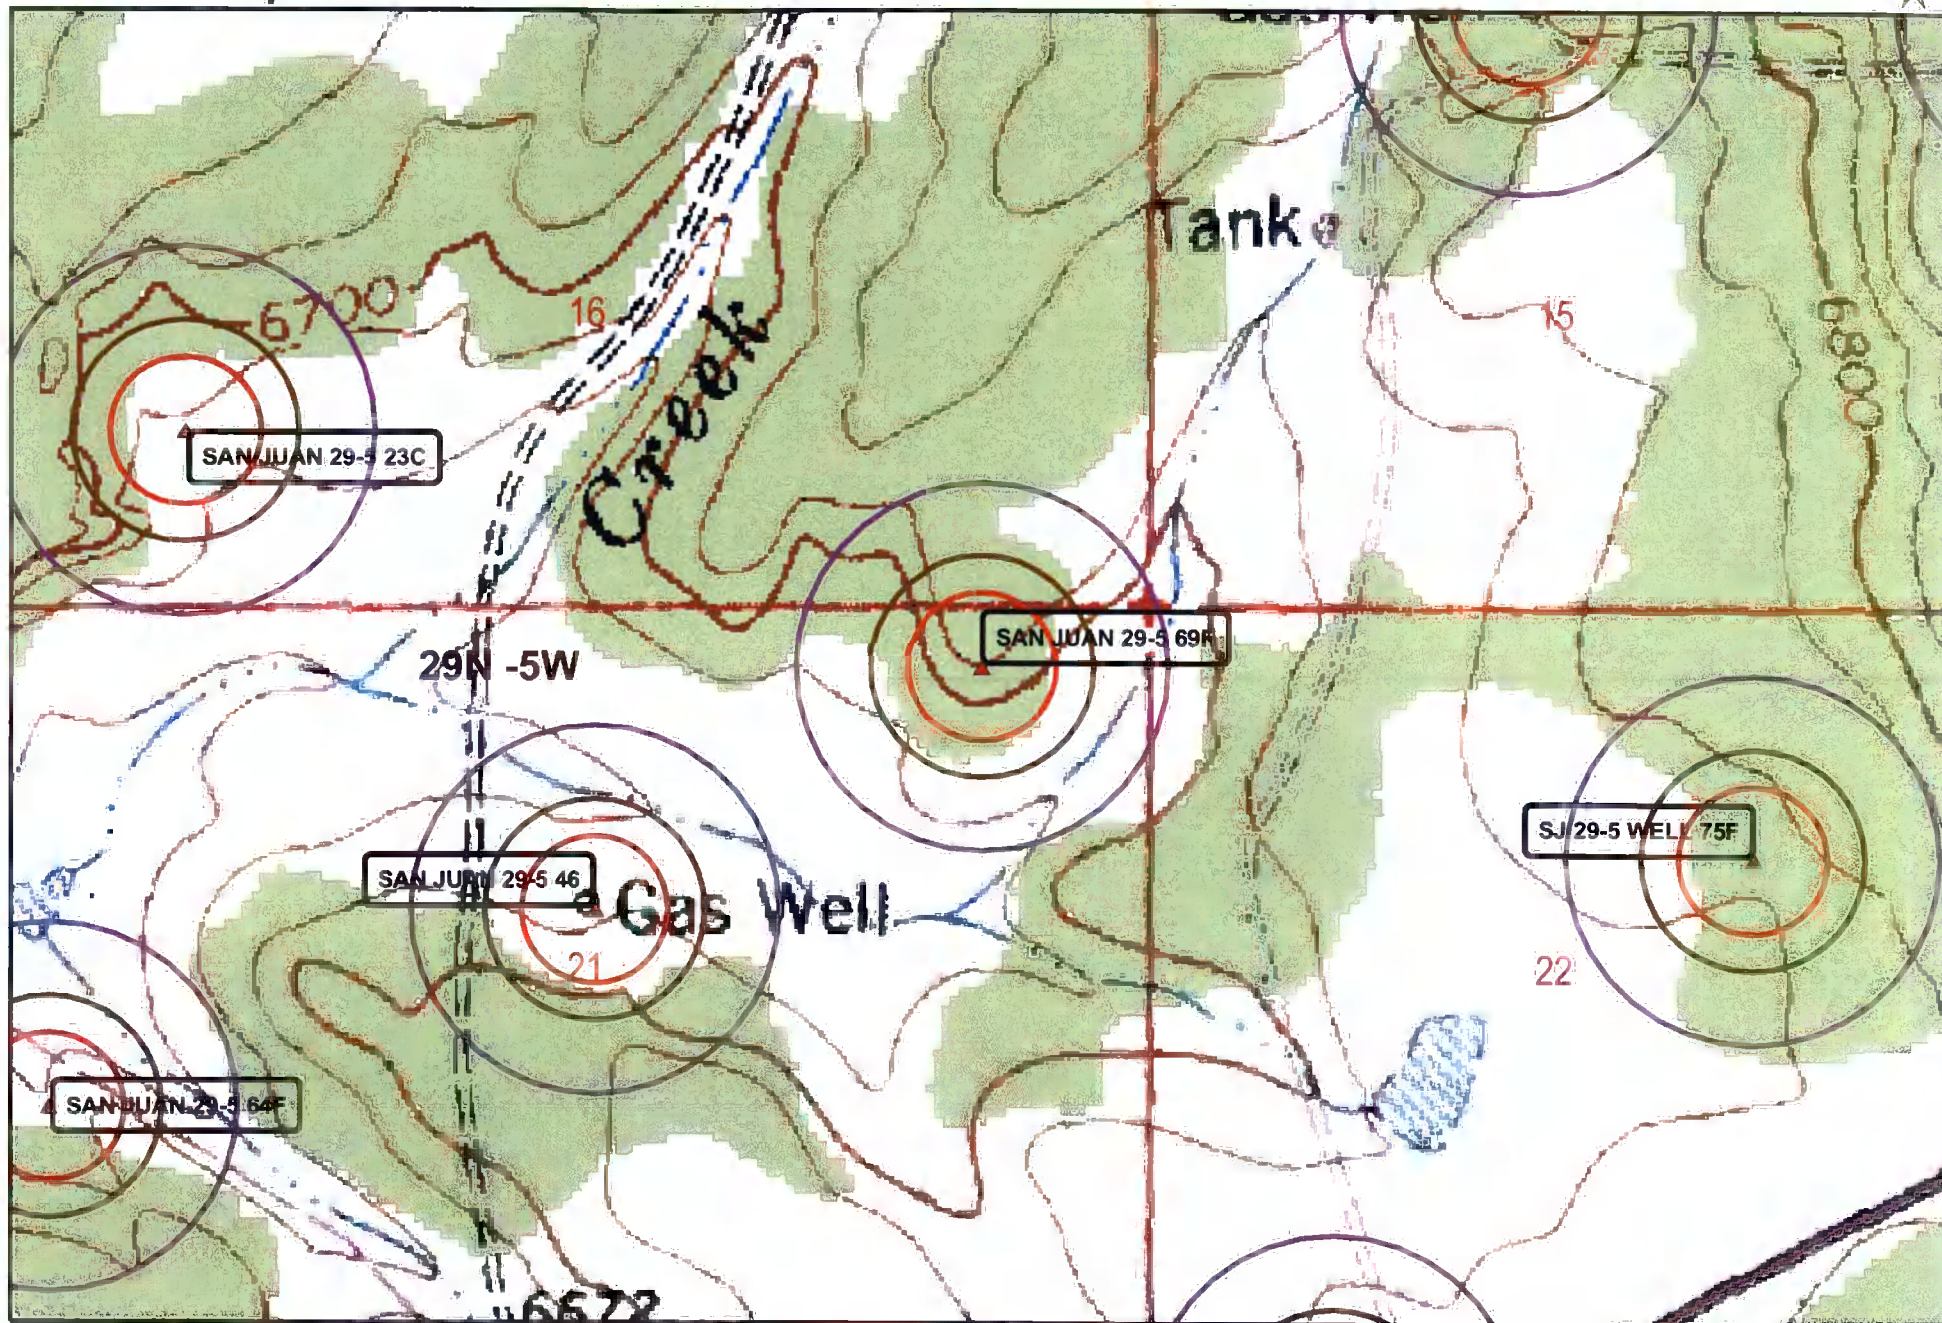 Tank
16
6700
15
6800
Creek
SAN JUAN 29-5 23C
SAN JUAN 29-5 69F
29N -5W
SJ 29-5 WELL 75F
SAN JUAN 29-5 46
Gas Well
21
22
SAN JUAN 29-5 64F